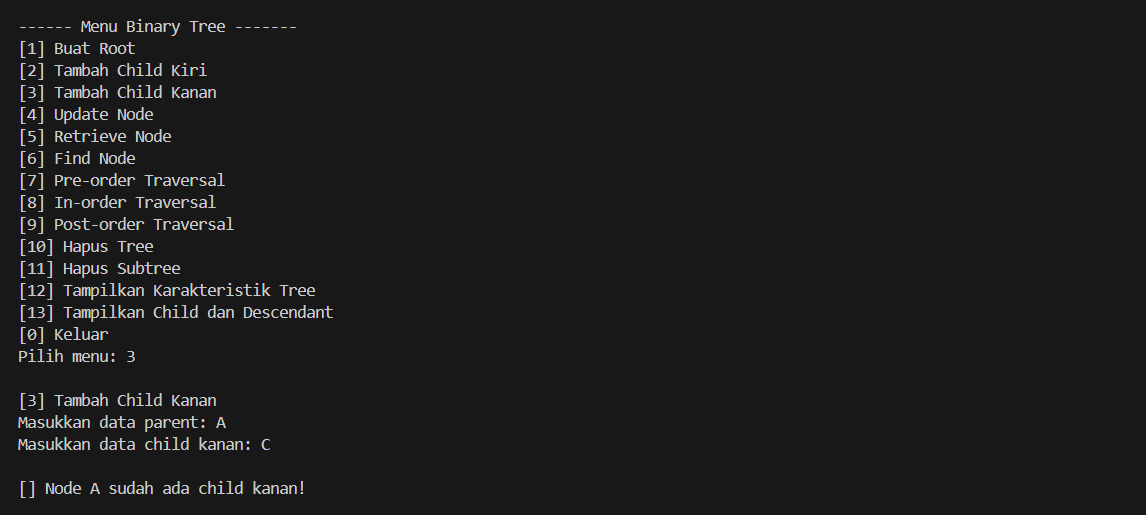 ------ Menu Binary Tree -------
[1] Buat Root
[2] Tambah Child Kiri
[3] Tambah Child Kanan
[4] Update Node
[5] Retrieve Node
[6] Find Node
[7] Pre-order Traversal
[8] In-order Traversal
[9] Post-order Traversal
[10] Hapus Tree
[11] Hapus Subtree
[12] Tampilkan Karakteristik Tree
[13] Tampilkan Child dan Descendant
[0] Keluar
Pilih menu: 3
[3] Tambah Child Kanan
Masukkan data parent: A
Masukkan data child kanan: C
[] Node A sudah ada child kanan!